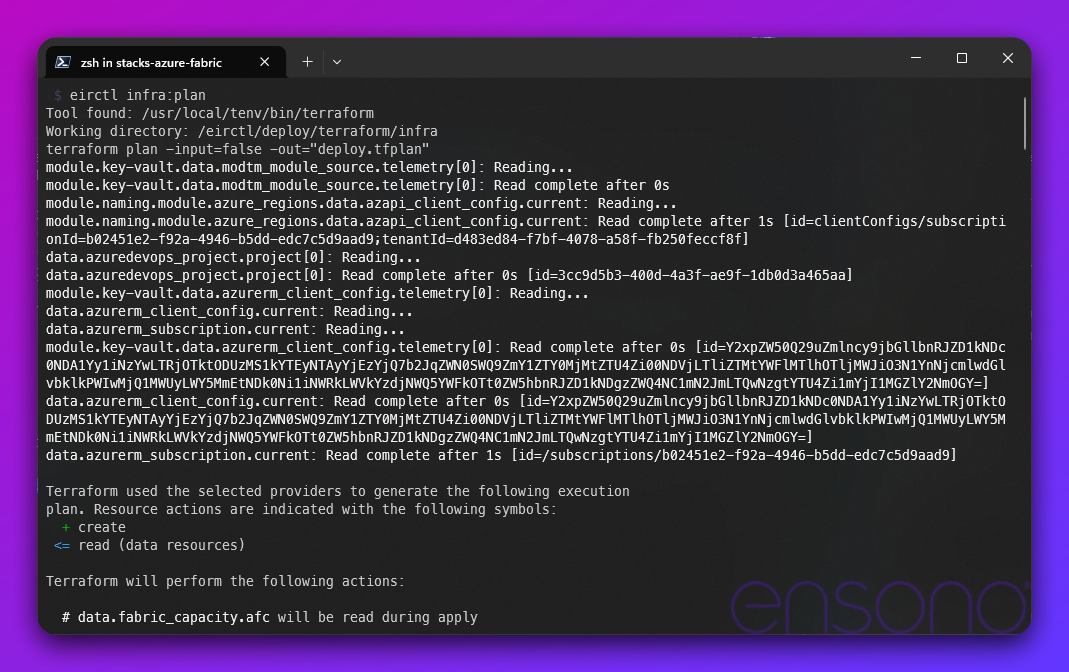 zsh in stacks-azure-fabric
$ eirctl infra:plan
Tool found: /usr/local/tenv/bin/terraform
Working directory: /eirctl/deploy/terraform/infra
terraform plan -input=false -out="deploy.tfplan"
module.key-vault.data.modtm_module_source.telemetry[0]: Reading...
module.key-vault.data.modtm_module_source.telemetry[0]: Read complete after 0s
module.naming.module.azure_regions.data.azapi_client_config.current: Reading...
module.naming.module.azure_regions.data.azapi_client_config.current: Read complete after 1s [id=clientConfigs/subscripti
onId=b02451e2-f92a-4946-b5dd-edc7c5d9aad9;tenantId=d483ed84-f7bf-4078-a58f-fb250feccf8f]
data.azuredevops_project.project[0]: Reading...
data.azuredevops_project.project[0]: Read complete after 0s [id=3cc9d5b3-400d-4a3f-ae9f-1db0d3a465aa]
module.key-vault.data.azurerm_client_config.telemetry[0]: Reading...
data.azurerm_client_config.current: Reading...
data.azurerm_subscription.current: Reading...
module.key-vault.data.azurerm_client_config.telemetry[0]: Read complete after 0s [id=Y2xpZW50Q29uZmlncy9jbGllbnRJZD1kNDc
0NDA1Yy1iNzYwLTRjOTktODUzMS1kYTEyNTAyYjEzYjQ7b2JqZWN0SWQ9ZmY1ZTY0MjMtZTU4Zi00NDVjLTliZTMtYWFlMTlhOTljMWJiO3N1YnNjcmlwdGl
vbklkPWIwMjQ1MWUyLWY5MmEtNDk0Ni1iNWRkLWVkYzdjNWQ5YWFkOTt0ZW5hbnRJZD1kNDgzZWQ4NC1mN2JmLTQwNzgtYTU4Zi1mYjI1MGZlY2NmOGY=]
data.azurerm_client_config.current: Read complete after 0s [id=Y2xpZW50Q29uZmlncy9jbGllbnRJZD1kNDc0NDA1Yy1iNzYwLTRjOTktO
DUzMS1kYTEyNTAyYjEzYjQ7b2JqZWN0SWQ9ZmY1ZTY0MjMtZTU4Zi00NDVjLTliZTMtYWFlMTlhOTljMWJiO3N1YnNjcmlwdGlvbklkPWIwMjQ1MWUyLWY5M
mEtNDk0Ni1iNWRkLWVkYzdjNWQ5YWFkOTt0ZW5hbnRJZD1kNDgzZWQ4NC1mN2JmLTQwNzgtYTU4Zi1mYjI1MGZlY2NmOGY=]
data.azurerm_subscription.current: Read complete after 1s [id=/subscriptions/b02451e2-f92a-4946-b5dd-edc7c5d9aad9]
Terraform used the selected providers to generate the following execution
plan. Resource actions are indicated with the following symbols:
+ create
<= read (data resources)
Terraform will perform the following actions:
# data.fabric_capacity.afc will be read during apply
ensono